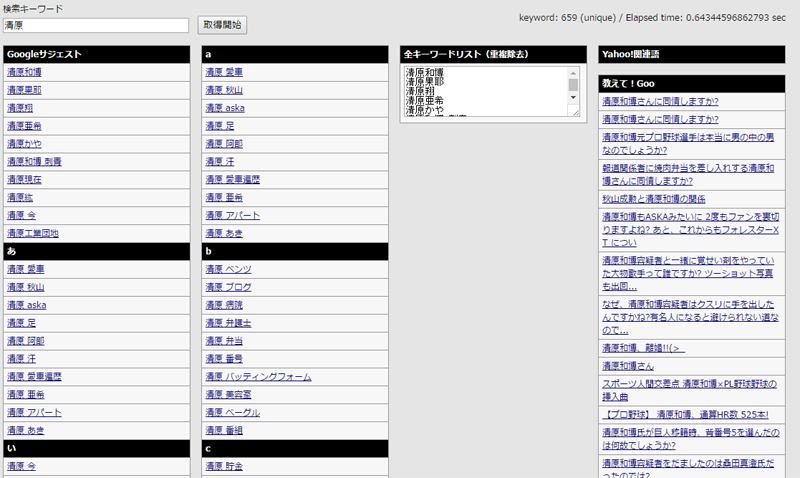 検索キーワード
清原
取得開始
keyword: 659 (unique) / Elapsed time: 0.64344596862793 sec
Googleサジェスト
清原和博
清原果耶
清原翔
清原亜希
清原かや
清原和博 刺青
清原現在
清原紘
清原 今
清原工業団地
あ
清原 愛車
清原 秋山
清原 aska
清原 足
清原 阿部
清原 汗
清原 愛車遍歴
清原 亜希
清原 アパート
清原 あき
い
清原 今
a
清原 愛車
清原 秋山
清原 aska
清原 足
清原 阿部
清原 汗
清原 愛車遍歴
清原 亜希
清原 アパート
清原 あき
b
清原 ベンツ
清原 ブログ
清原 病院
清原 弁護士
清原 弁当
清原 番号
清原 バッティングフォーム
清原 美容室
清原 ベーグル
清原 番組
c
清原 貯金
全キーワードリスト（重複除去）
清原和博
清原果耶
清原翔
清原亜希
清原かや
Yahoo!関連語
教えて！Goo
清原和博さんに同情しますか?
清原和博さんに同情しますか?
清原和博元プロ野球選手は本当に男の中の男
なのでしょうか?
報道関係者に焼肉弁当を差し入れする清原和
博さんに同情しますか?
秋山成勲と清原和博の関係
清原和博もASKAみたいに 2度もファンを裏切
りますよね? あと、これからもフォレスターX
T につい
清原和博容疑者と一緒に覚せい剤をやってい
た大物歌手って誰ですか? ツーショット写真
も出回...
なぜ、清原和博容疑者はクスリに手を出した
んですかね?有名人になると避けられない道な
ので...
清原和博、離婚!!(>_
清原和博さん
スポーツ人間交差点 清原和博×PL野球野球の
挿入曲
【プロ野球】 清原和博、通算HR数 525本!
清原和博氏が巨人移籍時、背番号5を選んだの
は何故でしょうか?
清原和博容疑者をだましたのは桑田真澄氏だ
ったのでは?